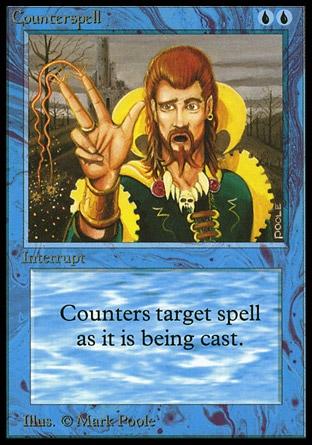 Counterspell
POOLE
Interrupt
Counters target spell
as it is being cast.
Illus. © Mark Poole